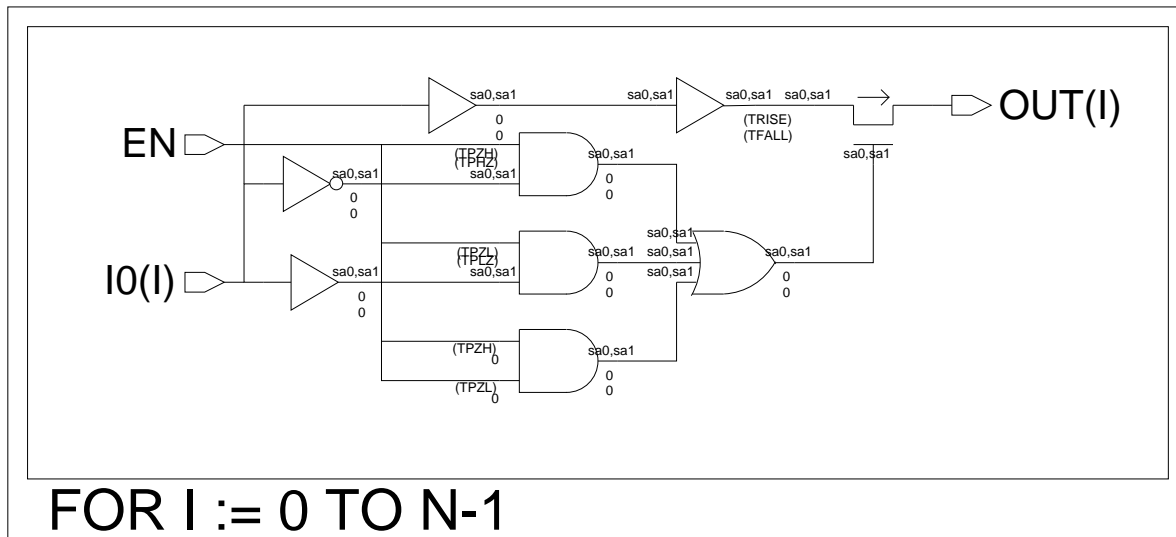 sa0,sa1
0
0
sa0,sa1
sa0,sa1
(TRISE)
(TFALL)
sa0,sa1
OUT(I)
EN
(TPZH)
(TPHZ)
sa0,sa1
sa0,sa1
0
0
sa0,sa1
sa0,sa1
0
0
I0(I)
sa0,sa1
0
0
(TPZL)
(TPLZ)
sa0,sa1
sa0,sa1
0
0
sa0,sa1
sa0,sa1
sa0,sa1
sa0,sa1
0
0
(TPZH)
0
(TPZL)
0
sa0,sa1
0
0
FOR I := 0 TO N-1